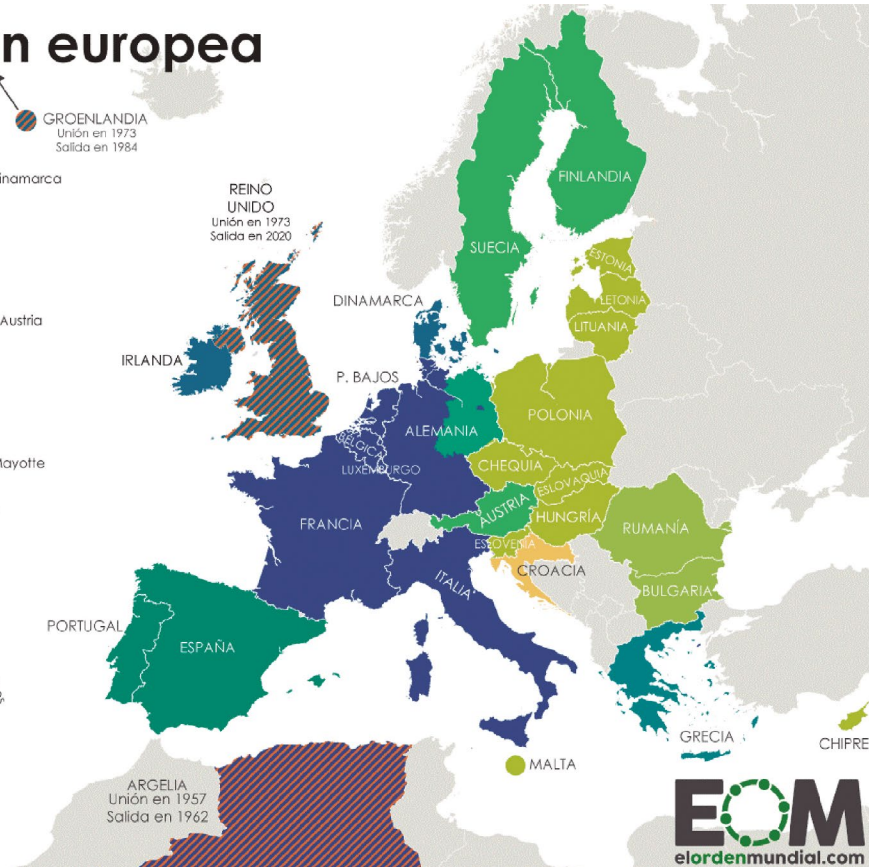 n europea
GROENLANDIA
Unión en 1973
Salida en 1984
inamarca
REINO
UNIDO
Unión en 1973
Salida en 2020
FINLANDIA
SUECIA
ESTONIA
LETONIA
LITUANIA
DINAMARCA
Austria
IRLANDA
P. BAJOS
POLONIA
ALEMANIA
BÉLGICA
LUXEMBURGO
CHEQUIA
ESLOVAQUIA
Mayotte
AUSTRIA
HUNGRÍA
FRANCIA
RUMANÍA
ESLOVENIA
CROACIA
ITALIA
BULGARIA
PORTUGAL
ESPAÑA
GRECIA
CHIPRE
MALTA
ARGELIA
Unión en 1957
Salida en 1962
EOM
elordenmundial.com